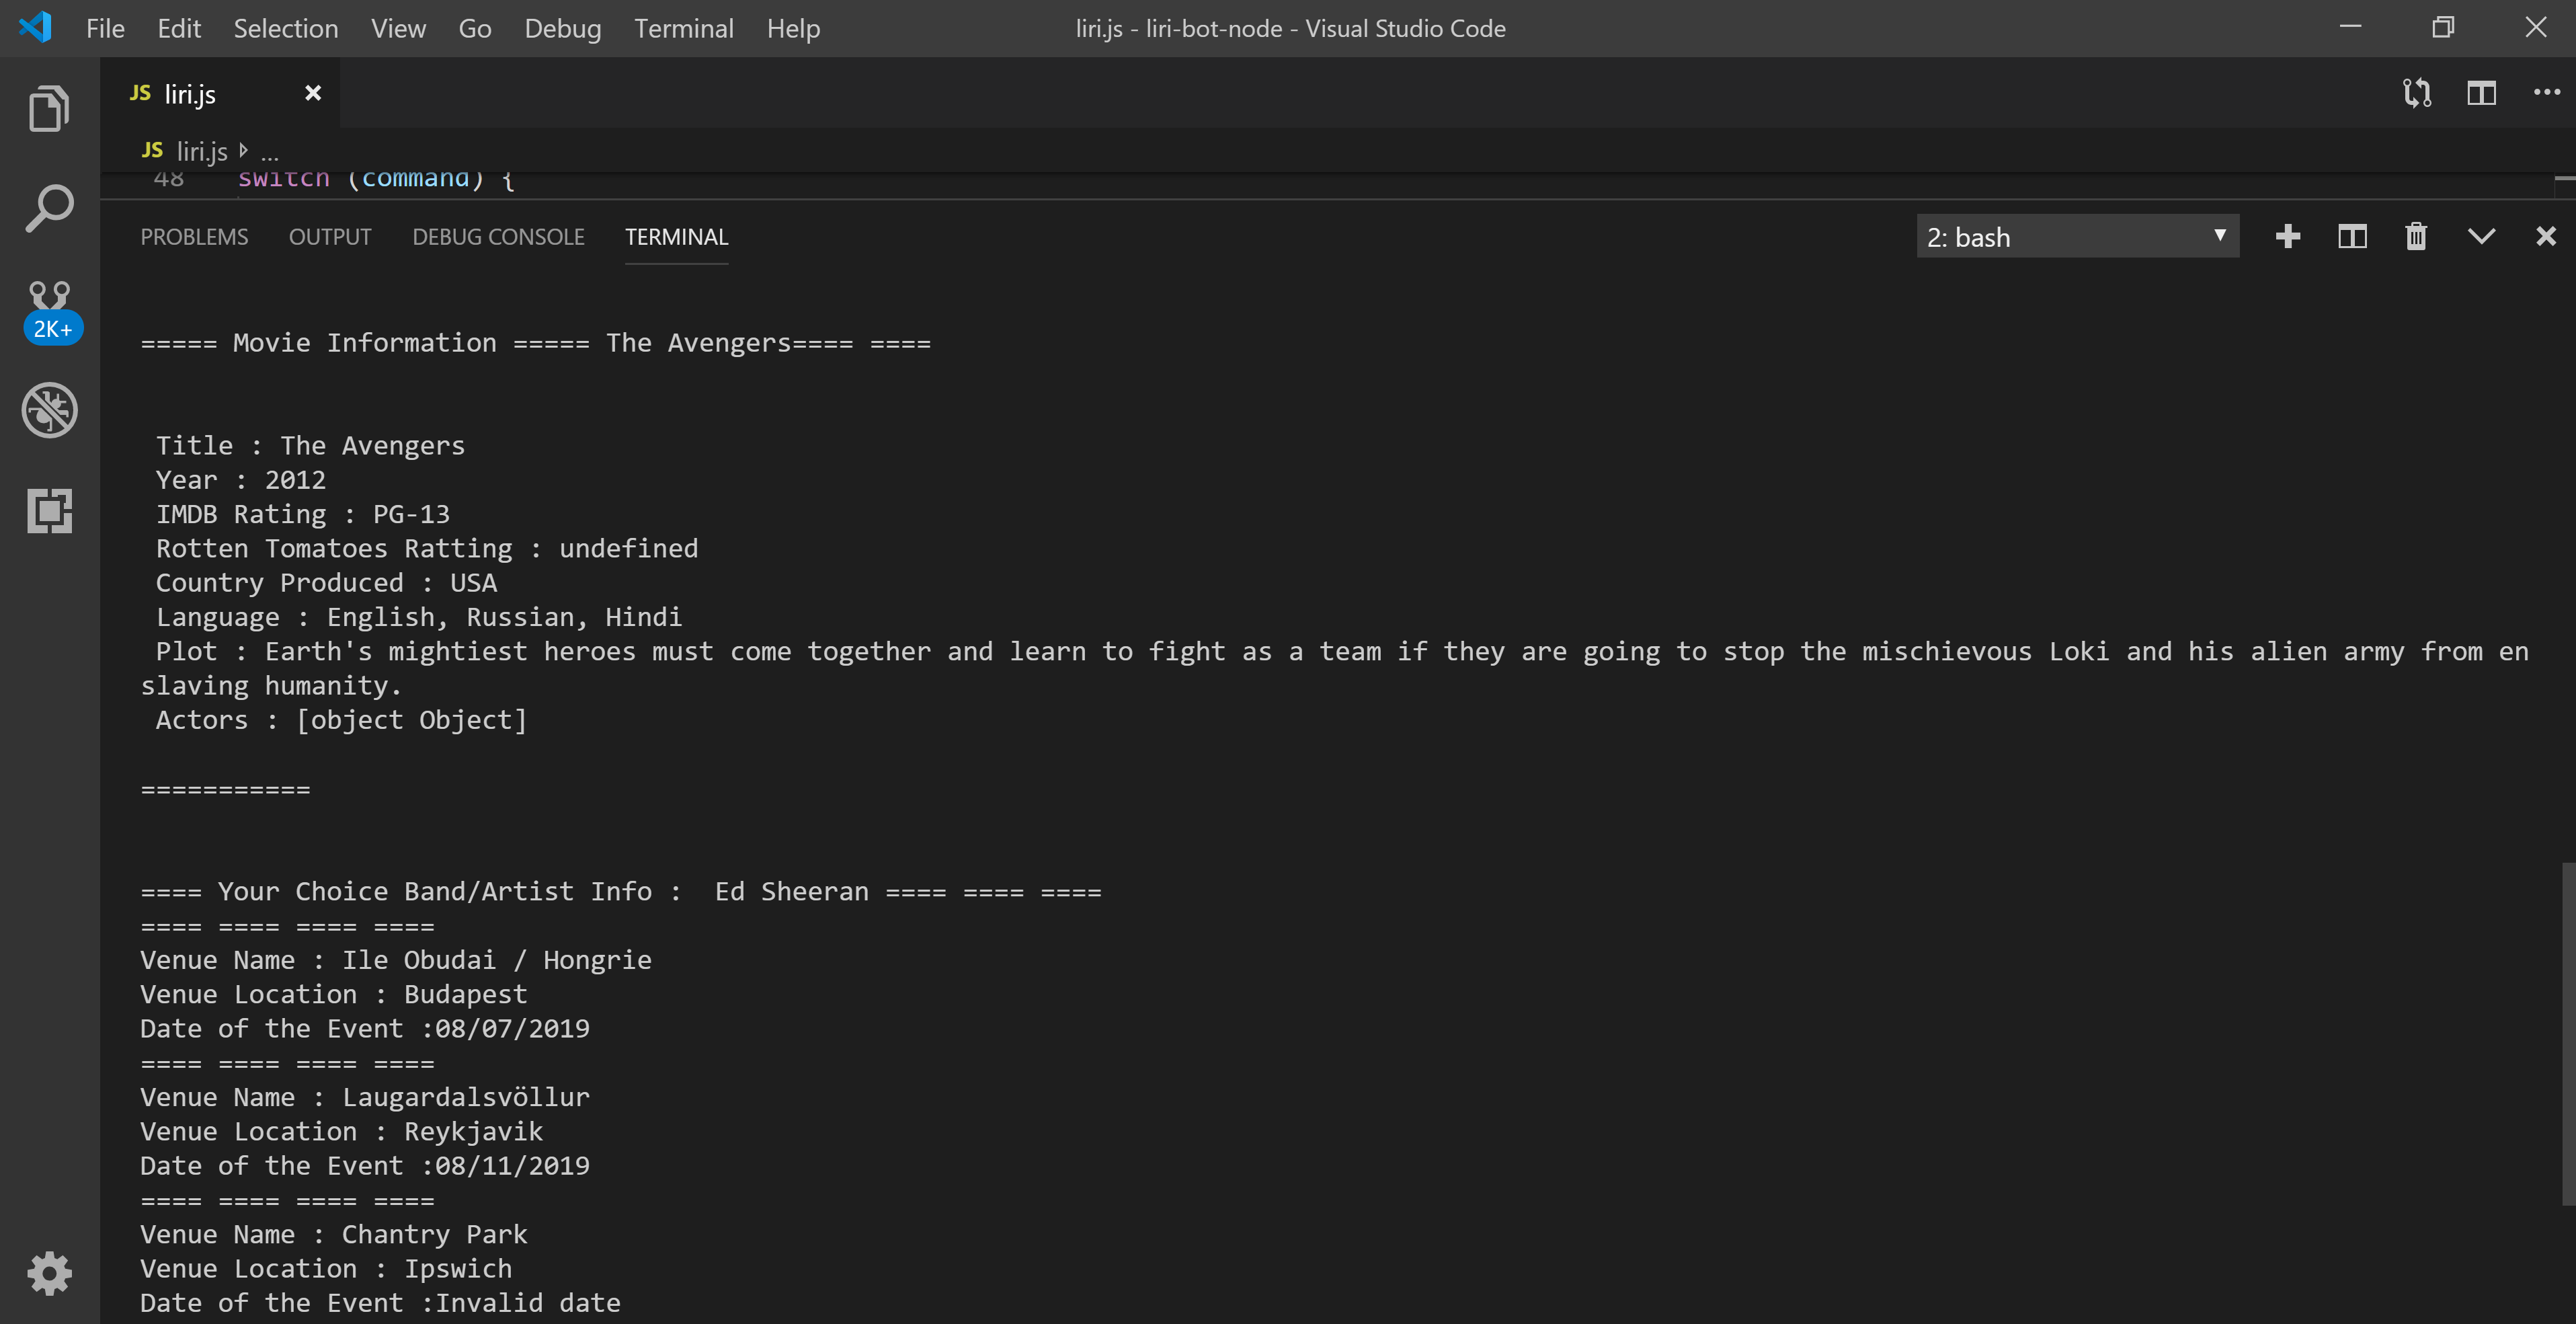 File Edit Selection View Go Debug Terminal Help liri.js - liri-bot-node - Visual Studio Code
JS liri.js
JS liri.js ...
48 switch (command) {
PROBLEMS OUTPUT DEBUG CONSOLE TERMINAL 2: bash
2K+
===== Movie Information ===== The Avengers==== ====
Title : The Avengers
Year : 2012
IMDB Rating : PG-13
Rotten Tomatoes Ratting : undefined
Country Produced : USA
Language : English, Russian, Hindi
Plot : Earth's mightiest heroes must come together and learn to fight as a team if they are going to stop the mischievous Loki and his alien army from en
slaving humanity.
Actors : [object Object]
===========
==== Your Choice Band/Artist Info :  Ed Sheeran ==== ==== ====
==== ==== ==== ====
Venue Name : Ile Obudai / Hongrie
Venue Location : Budapest
Date of the Event :08/07/2019
==== ==== ==== ====
Venue Name : Laugardalsvöllur
Venue Location : Reykjavik
Date of the Event :08/11/2019
==== ==== ==== ====
Venue Name : Chantry Park
Venue Location : Ipswich
Date of the Event :Invalid date